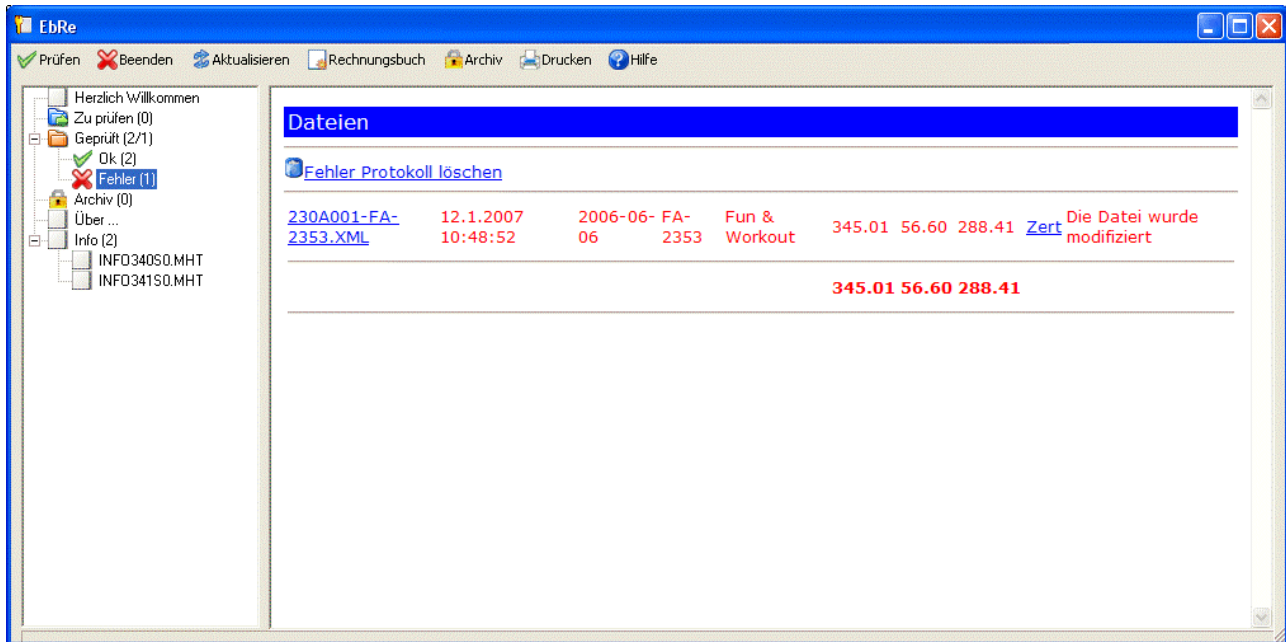 EbRe
Prüfen Beenden Aktualisieren Rechnungsbuch Archiv Drucken Hilfe
Herzlich Willkommen
Zu prüfen (0)
Geprüft (2/1)
Ok (2)
Fehler (1)
Archiv (0)
Über ...
Info (2)
INFO340S0.MHT
INFO341S0.MHT
Dateien
Fehler Protokoll löschen
230A001-FA- 12.1.2007 2006-06- FA- Fun & 345.01 56.60 288.41 Zert Die Datei wurde
2353.XML 10:48:52 06 2353 Workout modifiziert
345.01 56.60 288.41